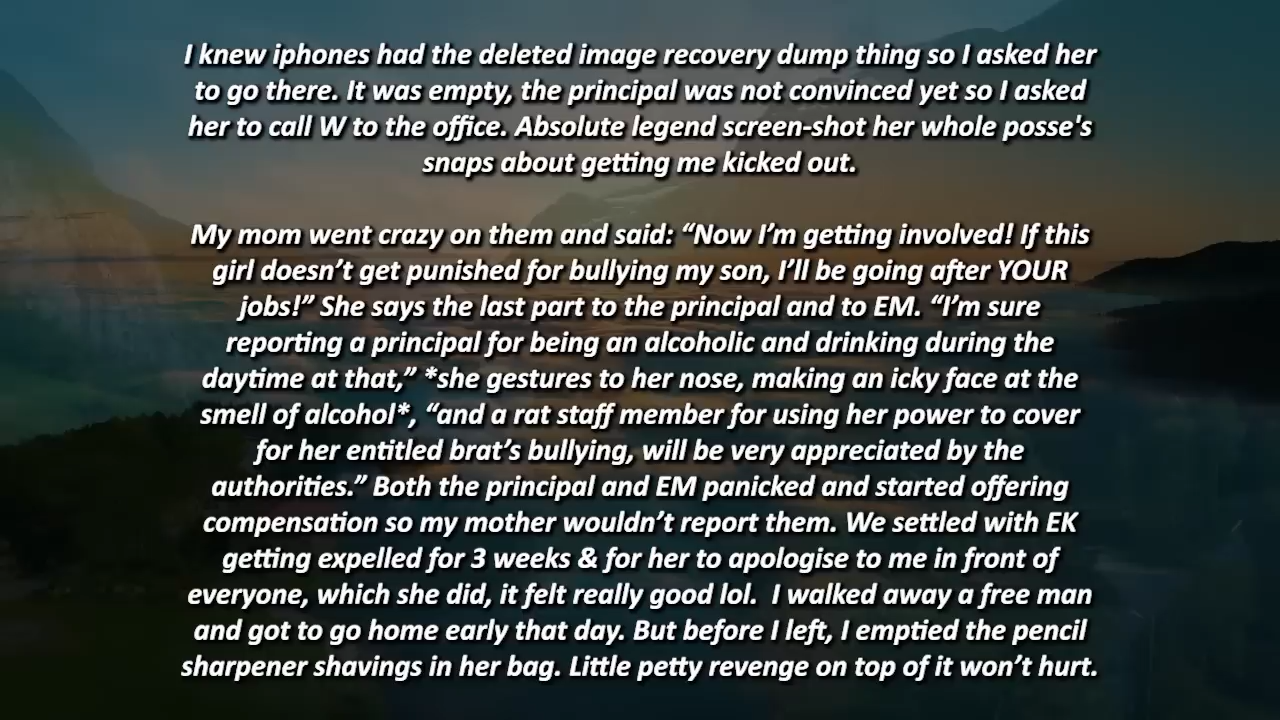 I knew iphones had the deleted image recovery dump thing so I asked her
to go there. It was empty, the principal was not convinced yet so I asked
her to call W to the office. Absolute legend screen-shot her whole posse's
snaps about getting me kicked out.
My mom went crazy on them and said: “Now I’m getting involved! If this
girl doesn’t get punished for bullying my son, I’ll be going after YOUR
jobs!” She says the last part to the principal and to EM. “I’m sure
reporting a principal for being an alcoholic and drinking during the
daytime at that,” *she gestures to her nose, making an icky face at the
smell of alcohol*, “and a rat staff member for using her power to cover
for her entitled brat’s bullying, will be very appreciated by the
authorities.” Both the principal and EM panicked and started offering
compensation so my mother wouldn’t report them. We settled with EK
getting expelled for 3 weeks & for her to apologise to me in front of
everyone, which she did, it felt really good lol.  I walked away a free man
and got to go home early that day. But before I left, I emptied the pencil
sharpener shavings in her bag. Little petty revenge on top of it won’t hurt.